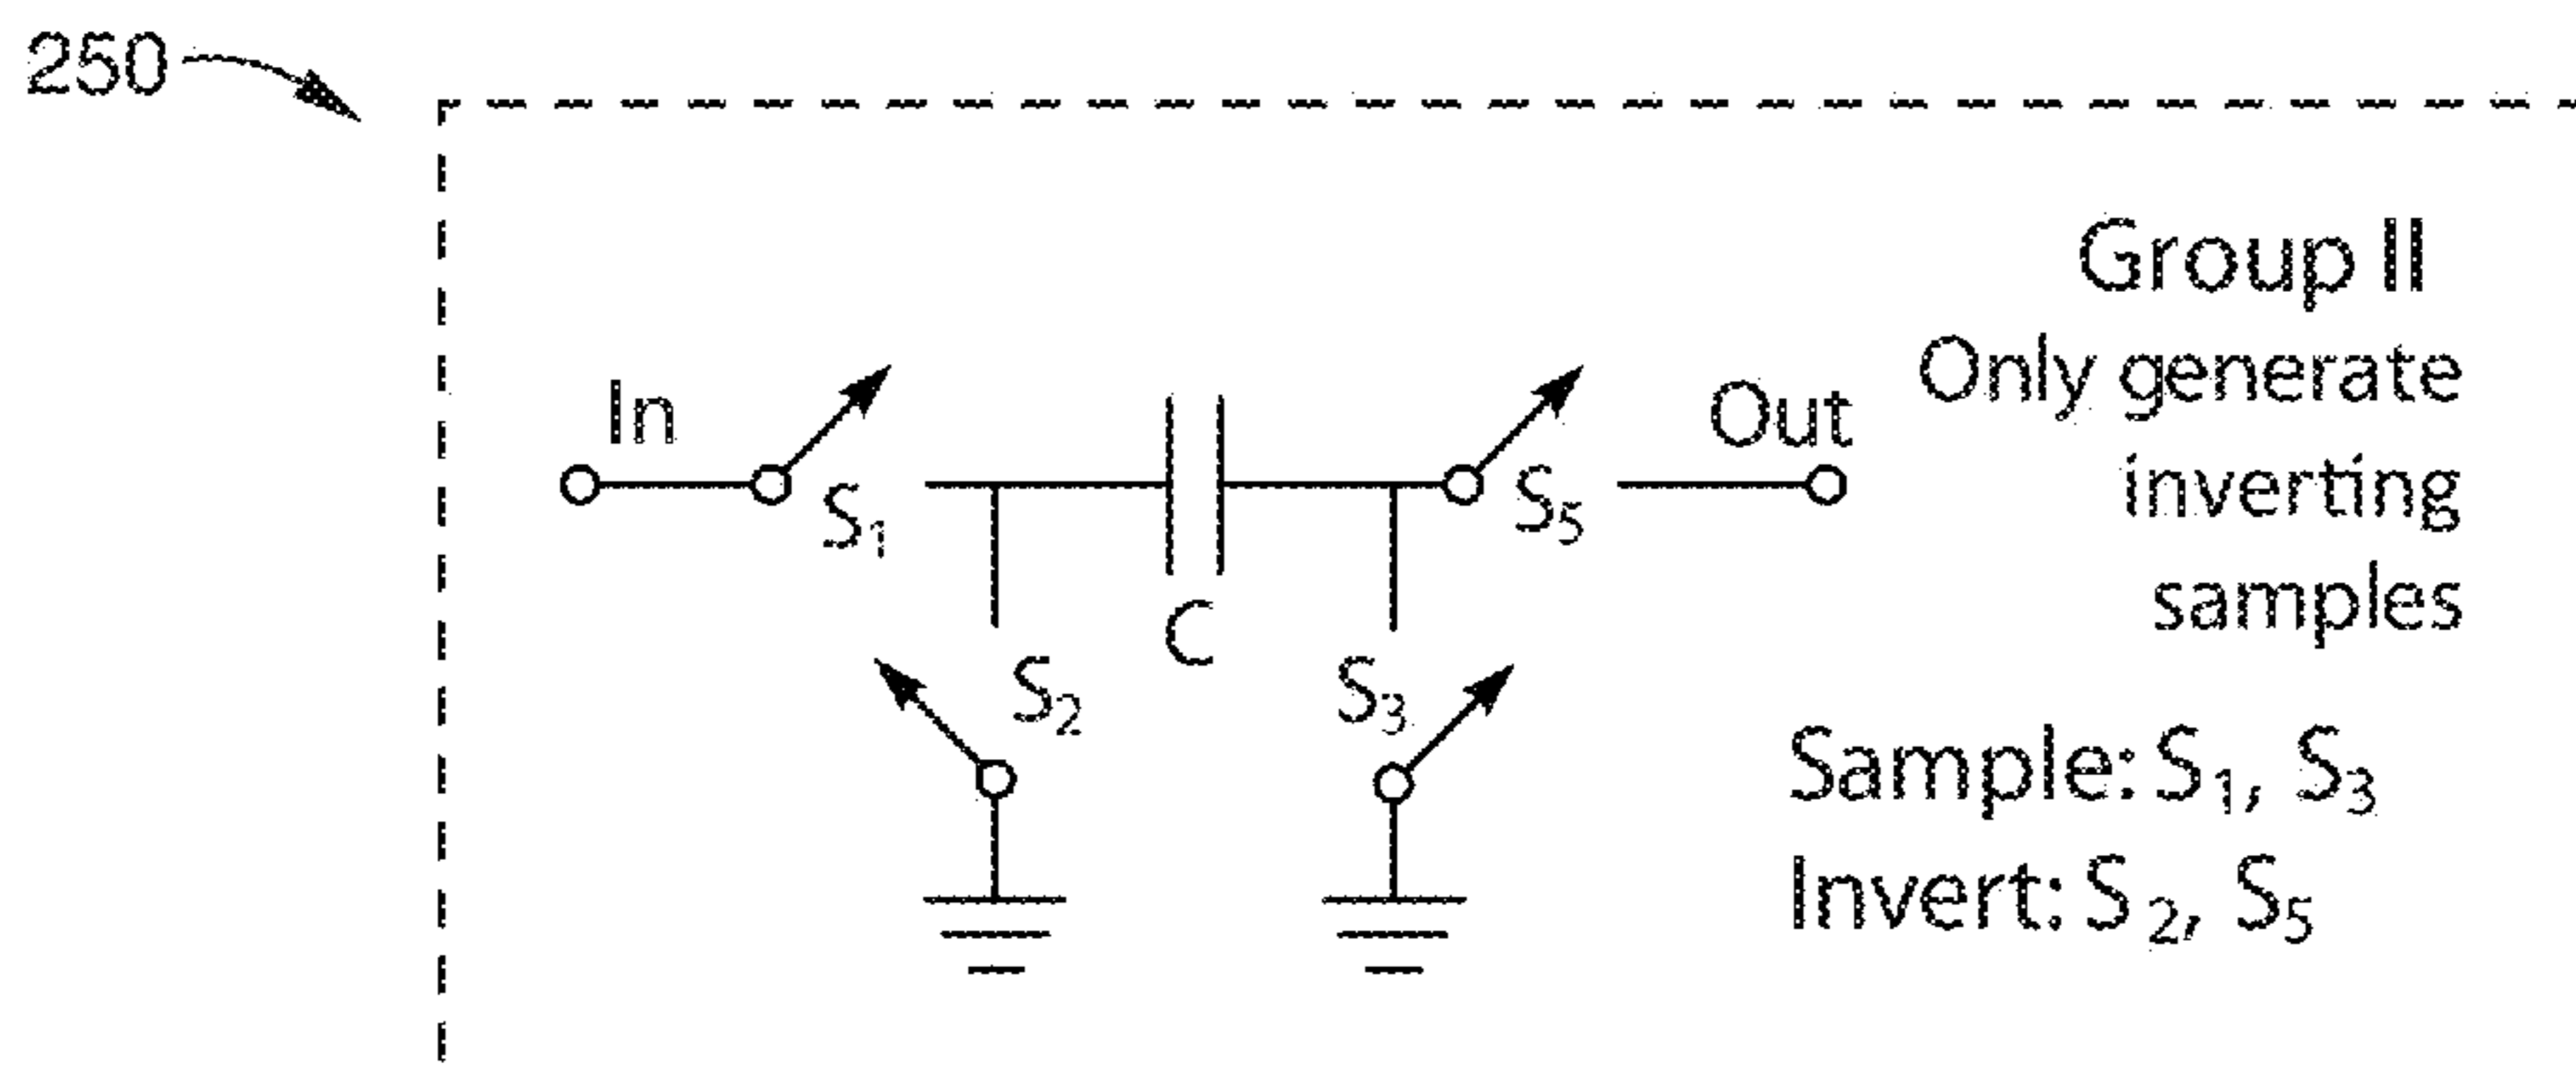 250
Group II
Only generate
inverting
samples
In
S1
C
S5
Out
S2
S3
Sample: S1, S3
Invert: S2, S5